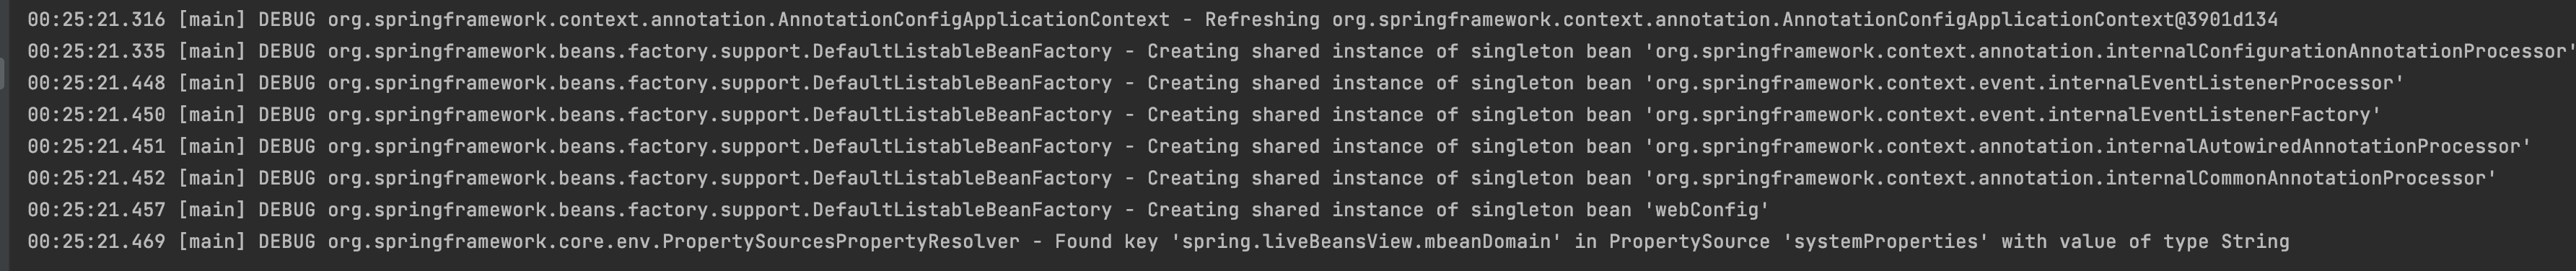 00:25:21.316 [main] DEBUG org.springframework.context.annotation.AnnotationConfigApplicationContext - Refreshing org.springframework.context.annotation.AnnotationConfigApplicationContext@3901d134
00:25:21.335 [main] DEBUG org.springframework.beans.factory.support.DefaultListableBeanFactory - Creating shared instance of singleton bean 'org.springframework.context.annotation.internalConfigurationAnnotationProcessor'
00:25:21.448 [main] DEBUG org.springframework.beans.factory.support.DefaultListableBeanFactory - Creating shared instance of singleton bean 'org.springframework.context.event.internalEventListenerProcessor'
00:25:21.450 [main] DEBUG org.springframework.beans.factory.support.DefaultListableBeanFactory - Creating shared instance of singleton bean 'org.springframework.context.event.internalEventListenerFactory'
00:25:21.451 [main] DEBUG org.springframework.beans.factory.support.DefaultListableBeanFactory - Creating shared instance of singleton bean 'org.springframework.context.annotation.internalAutowiredAnnotationProcessor'
00:25:21.452 [main] DEBUG org.springframework.beans.factory.support.DefaultListableBeanFactory - Creating shared instance of singleton bean 'org.springframework.context.annotation.internalCommonAnnotationProcessor'
00:25:21.457 [main] DEBUG org.springframework.beans.factory.support.DefaultListableBeanFactory - Creating shared instance of singleton bean 'webConfig'
00:25:21.469 [main] DEBUG org.springframework.core.env.PropertySourcesPropertyResolver - Found key 'spring.liveBeansView.mbeanDomain' in PropertySource 'systemProperties' with value of type String